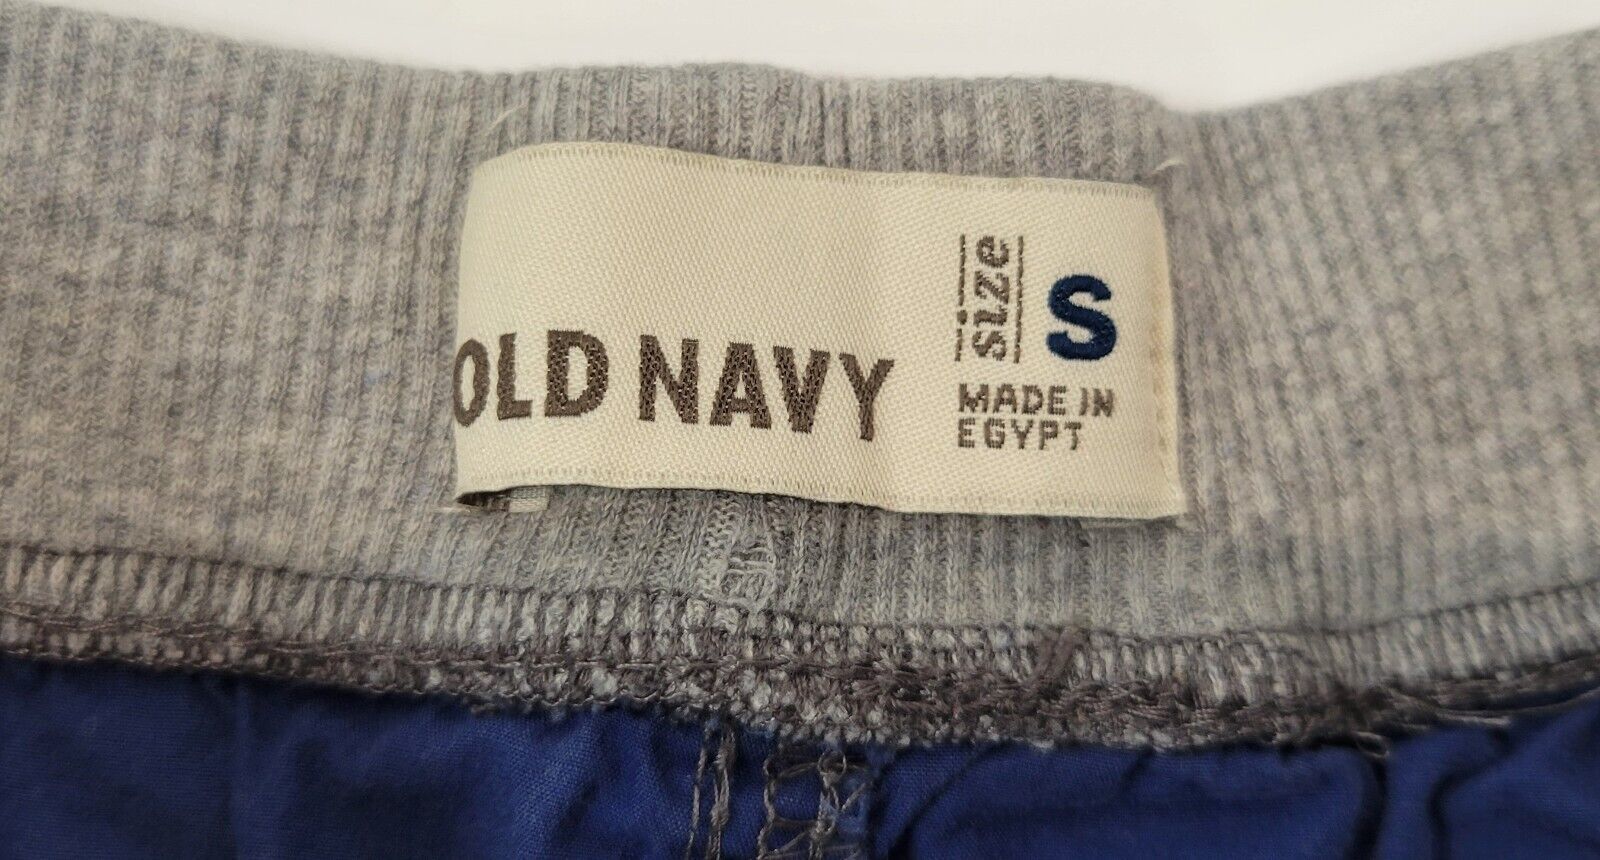 OLD NAVY
size S
MADE IN
EGYPT